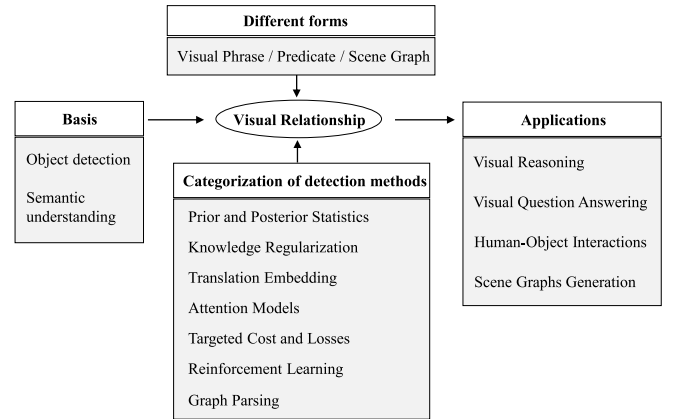 Different forms
Visual Phrase / Predicate / Scene Graph
Basis
Object detection
Semantic
understanding
Visual Relationship
Categorization of detection methods
Prior and Posterior Statistics
Knowledge Regularization
Translation Embedding
Attention Models
Targeted Cost and Losses
Reinforcement Learning
Graph Parsing
Applications
Visual Reasoning
Visual Question Answering
Human-Object Interactions
Scene Graphs Generation